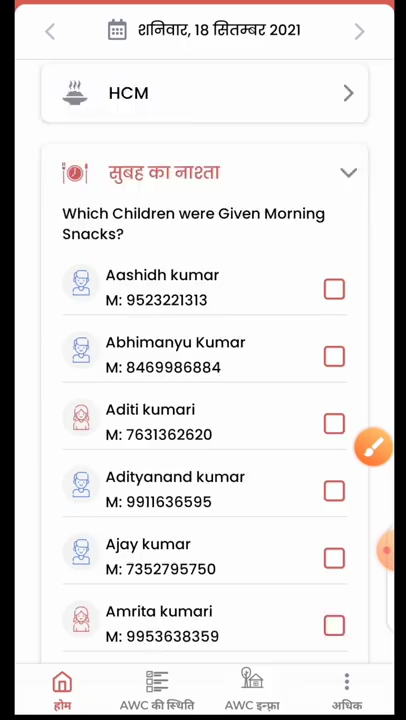 शनिवार, 18 सितम्बर 2021
HCM
सुबह का नाश्ता
Which Children were Given Morning
Snacks?
Aashidh kumar
M: 9523221313
Abhimanyu Kumar
M: 8469986884
Aditi kumari
M: 7631362620
Adityanand kumar
M: 9911636595
Ajay kumar
M: 7352795750
Amrita kumari
M: 9953638359
होम AWC की स्थिति AWC इन्फ्रा अधिक